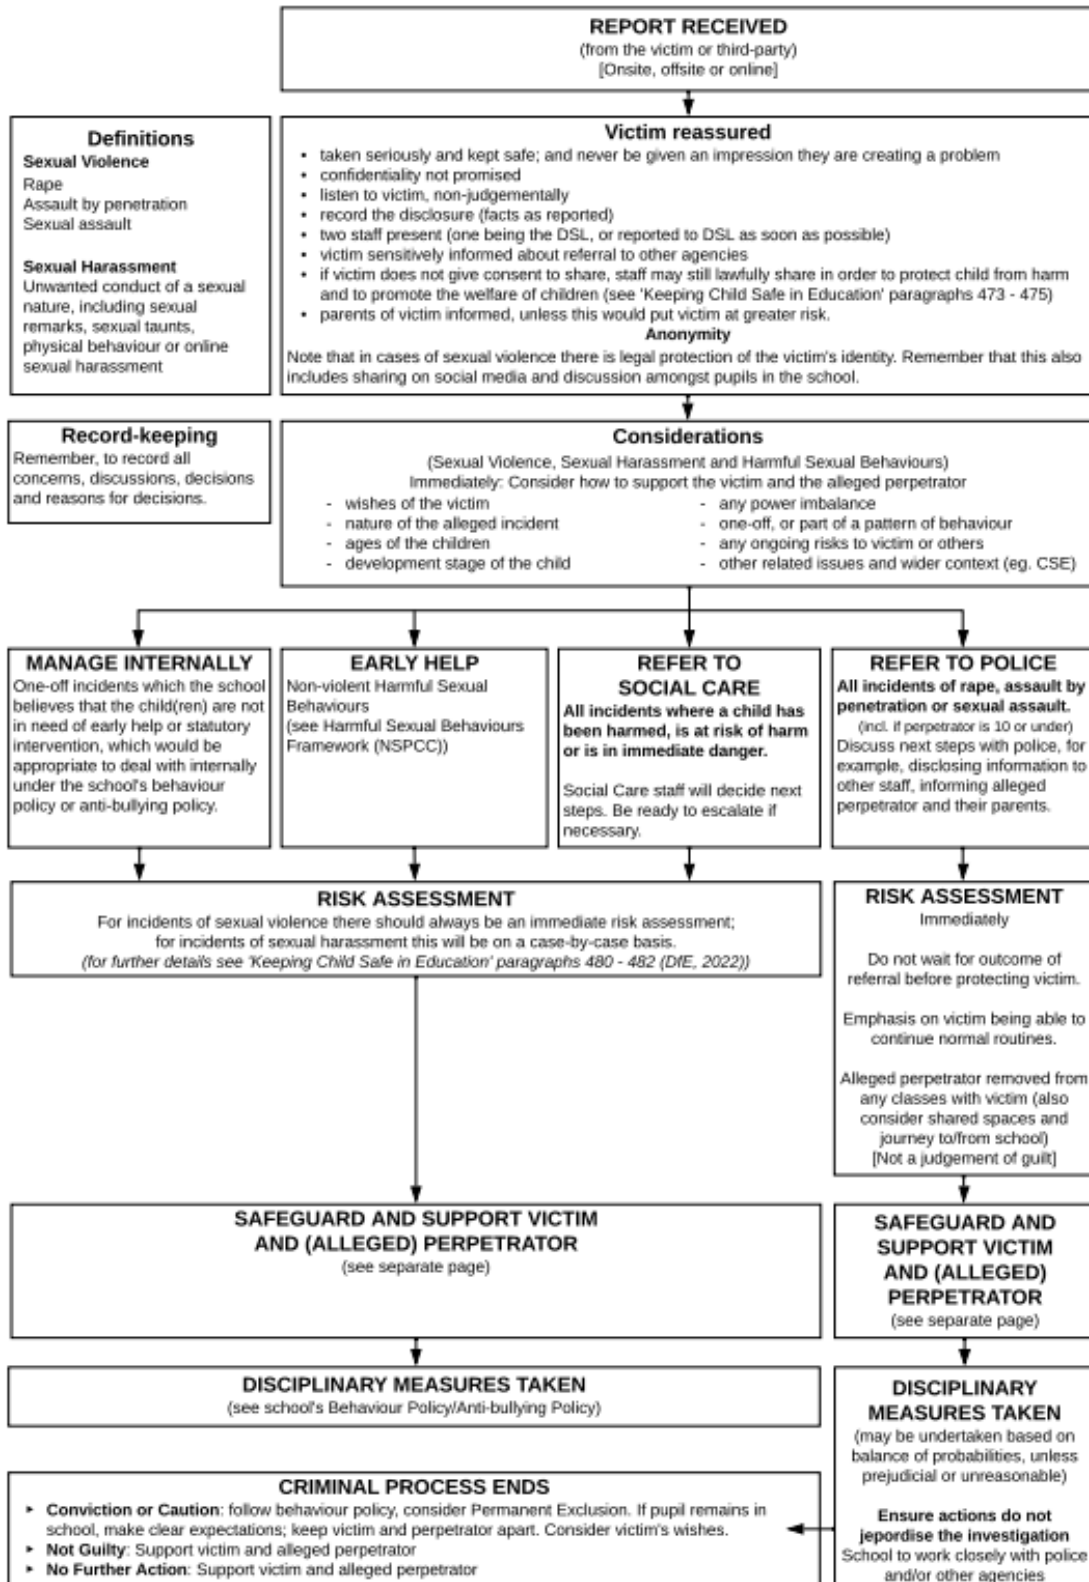 REPORT RECEIVED
(from the victim or third-party)
[Onsite, offsite or online]
Definitions
Sexual Violence
Rape
Assault by penetration
Sexual assault
Sexual Harassment
Unwanted conduct of a sexual
nature, including sexual
remarks, sexual taunts,
physical behaviour or online
sexual harassment
Victim reassured
• taken seriously and kept safe; and never be given an impression they are creating a problem
• confidentiality not promised
• listen to victim, non-judgementally
• record the disclosure (facts as reported)
• two staff present (one being the DSL, or reported to DSL as soon as possible)
• victim sensitively informed about referral to other agencies
• if victim does not give consent to share, staff may still lawfully share in order to protect child from harm
and to promote the welfare of children (see 'Keeping Child Safe in Education' paragraphs 473 - 475)
• parents of victim informed, unless this would put victim at greater risk.
Anonymity
Note that in cases of sexual violence there is legal protection of the victim's identity. Remember that this also
includes sharing on social media and discussion amongst pupils in the school.
Record-keeping
Remember, to record all
concerns, discussions, decisions
and reasons for decisions.
Considerations
(Sexual Violence, Sexual Harassment and Harmful Sexual Behaviours)
Immediately: Consider how to support the victim and the alleged perpetrator
- wishes of the victim
- nature of the alleged incident
- ages of the children
- development stage of the child
- any power imbalance
- one-off, or part of a pattern of behaviour
- any ongoing risks to victim or others
- other related issues and wider context (eg. CSE)
MANAGE INTERNALLY
One-off incidents which the school
believes that the child(ren) are not
in need of early help or statutory
intervention, which would be
appropriate to deal with internally
under the school's behaviour
policy or anti-bullying policy.
EARLY HELP
Non-violent Harmful Sexual
Behaviours
(see Harmful Sexual Behaviours
Framework (NSPCC))
REFER TO
SOCIAL CARE
All incidents where a child has
been harmed, is at risk of harm
or is in immediate danger.
Social Care staff will decide next
steps. Be ready to escalate if
necessary.
REFER TO POLICE
All incidents of rape, assault by
penetration or sexual assault.
(incl. if perpetrator is 10 or under)
Discuss next steps with police, for
example, disclosing information to
other staff, informing alleged
perpetrator and their parents.
RISK ASSESSMENT
For incidents of sexual violence there should always be an immediate risk assessment;
for incidents of sexual harassment this will be on a case-by-case basis.
(for further details see 'Keeping Child Safe in Education' paragraphs 480 - 482 (DfE, 2022))
RISK ASSESSMENT
Immediately
Do not wait for outcome of
referral before protecting victim.
Emphasis on victim being able to
continue normal routines.
Alleged perpetrator removed from
any classes with victim (also
consider shared spaces and
journey to/from school)
[Not a judgement of guilt]
SAFEGUARD AND SUPPORT VICTIM
AND (ALLEGED) PERPETRATOR
(see separate page)
SAFEGUARD AND
SUPPORT VICTIM
AND (ALLEGED)
PERPETRATOR
(see separate page)
DISCIPLINARY MEASURES TAKEN
(see school's Behaviour Policy/Anti-bullying Policy)
DISCIPLINARY
MEASURES TAKEN
(may be undertaken based on
balance of probabilities, unless
prejudicial or unreasonable)
Ensure actions do not
jepordise the investigation
School to work closely with police
and/or other agencies
CRIMINAL PROCESS ENDS
► Conviction or Caution: follow behaviour policy, consider Permanent Exclusion. If pupil remains in
school, make clear expectations; keep victim and perpetrator apart. Consider victim's wishes.
► Not Guilty: Support victim and alleged perpetrator
► No Further Action: Support victim and alleged perpetrator